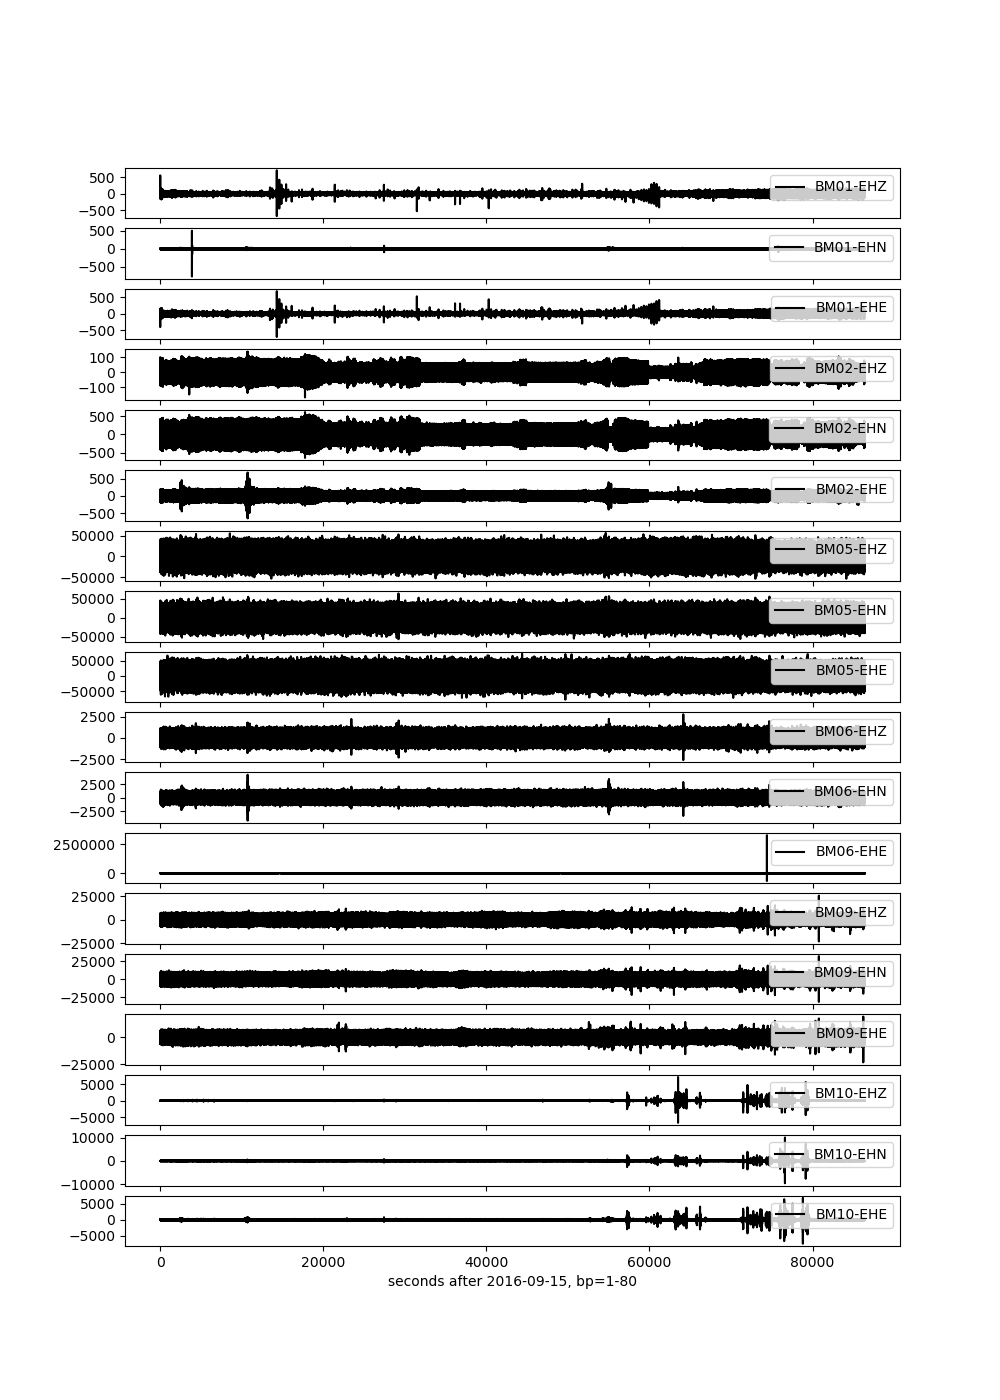 500
0
−500
BM01-EHZ
500
0
−500
BM01-EHN
500
0
−500
BM01-EHE
100
0
−100
BM02-EHZ
500
0
−500
BM02-EHN
500
0
−500
BM02-EHE
50000
0
−50000
BM05-EHZ
50000
0
−50000
BM05-EHN
50000
0
−50000
BM05-EHE
2500
0
−2500
BM06-EHZ
2500
0
−2500
BM06-EHN
2500000
0
BM06-EHE
25000
0
−25000
BM09-EHZ
25000
0
−25000
BM09-EHN
0
−25000
BM09-EHE
5000
0
−5000
BM10-EHZ
10000
0
−10000
BM10-EHN
5000
0
−5000
BM10-EHE
0 20000 40000 60000 80000
seconds after 2016-09-15, bp=1-80